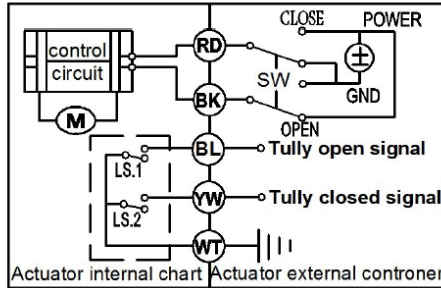 CLOSE POWER
control
circuit
RD
SW
GND
M
BK
OPEN
BL Tully open signal
LS.1
YW Tully closed signal
LS.2
WT
Actuator internal chart Actuator external controner